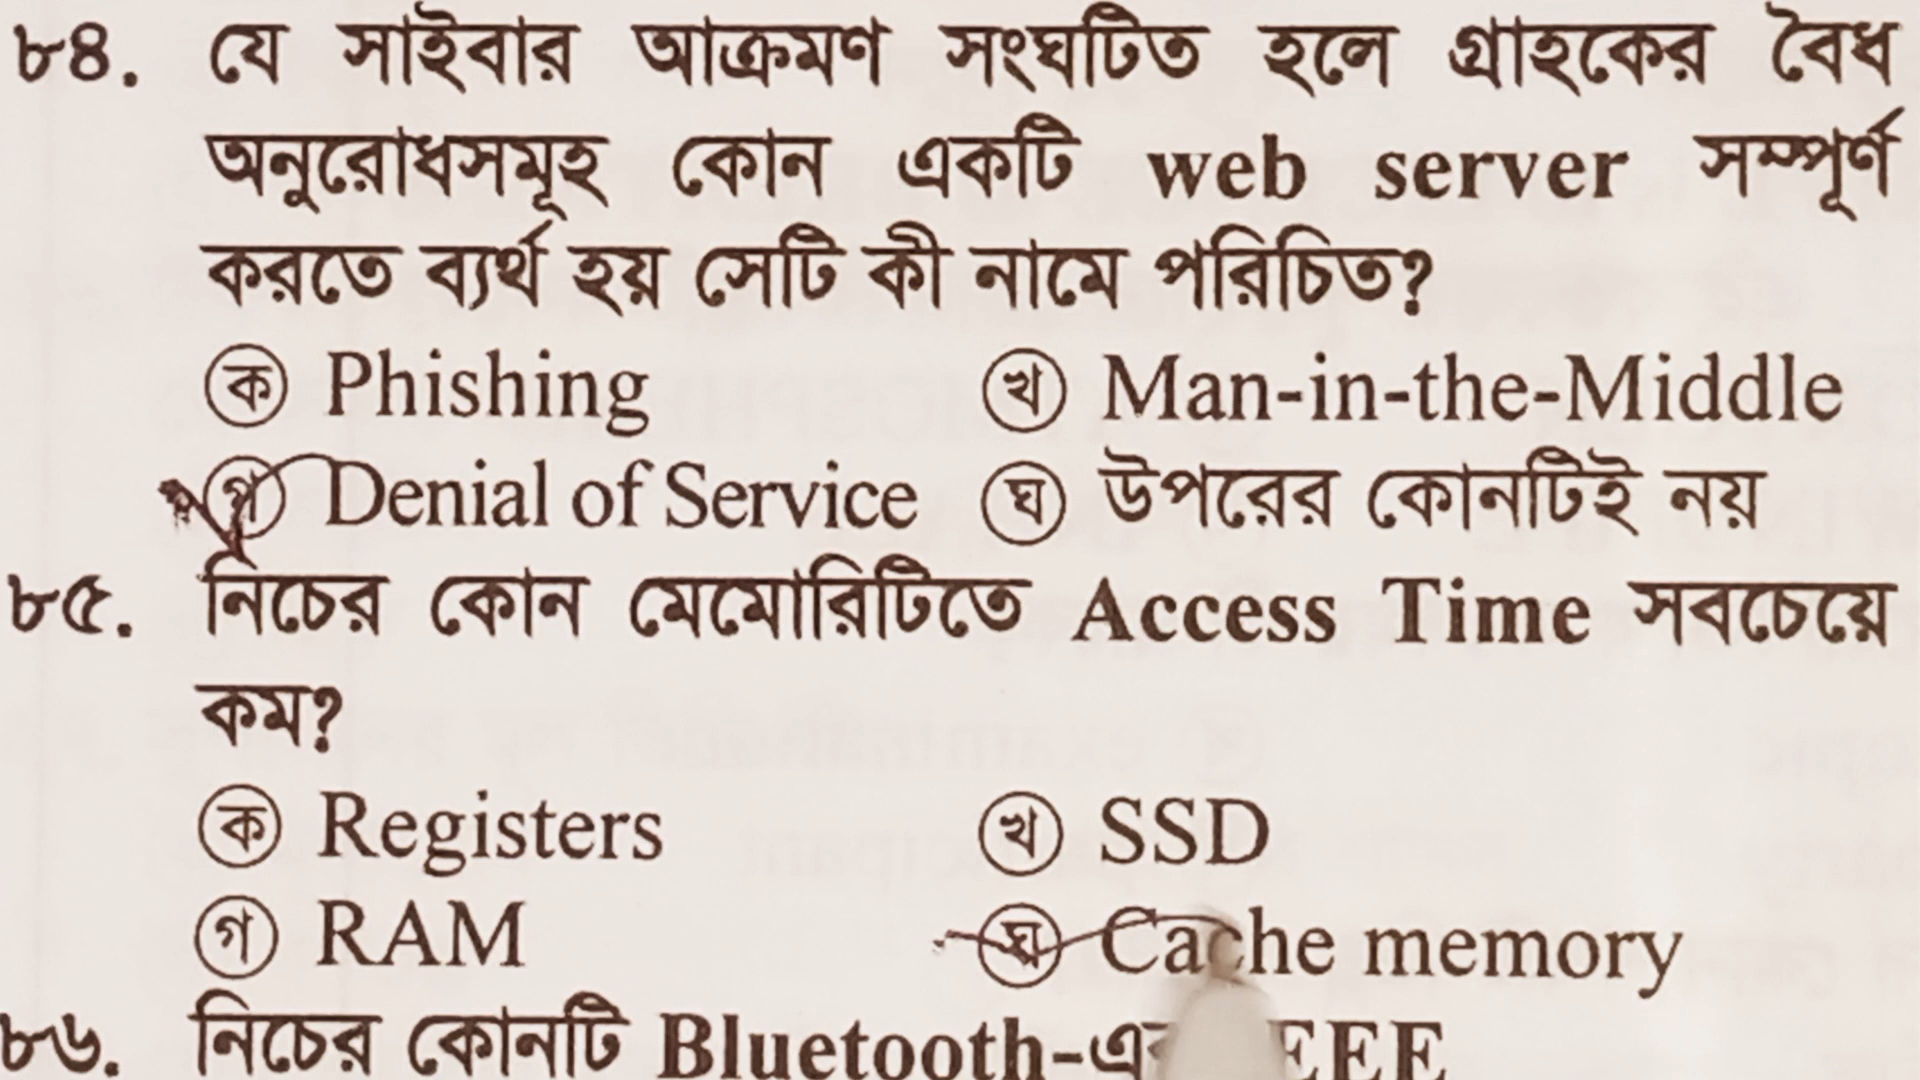 ৮৪. যে সাইবার আক্রমণ সংঘটিত হলে গ্রাহকের বৈধ
অনুরোধসমূহ কোন একটি web server সম্পূর্ণ
করতে ব্যর্থ হয় সেটি কী নামে পরিচিত?
ক Phishing খ Man-in-the-Middle
গ Denial of Service ঘ উপরের কোনটিই নয়
৮৫. নিচের কোন মেমোরিটিতে Access Time সবচেয়ে
কম?
ক Registers খ SSD
গ RAM ঘ Cache memory
৮৬. নিচের কোনটি Bluetooth-এর